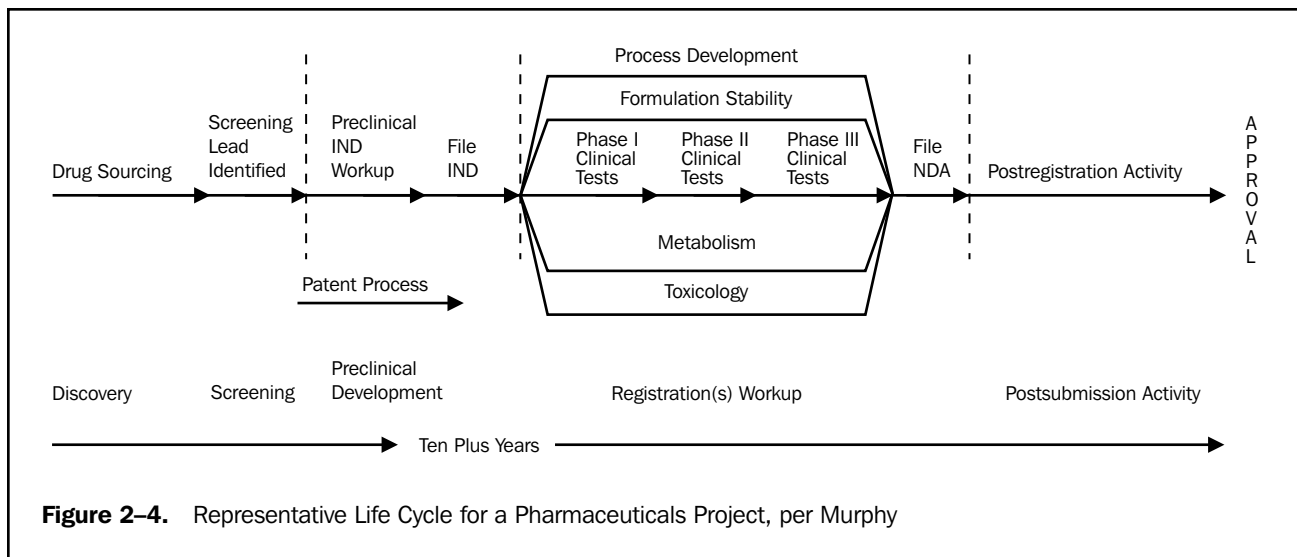 Process Development
Formulation Stability
Drug Sourcing
Screening
Lead
Identified
Preclinical
IND
Workup
File
IND
Phase I
Clinical
Tests
Phase II
Clinical
Tests
Phase III
Clinical
Tests
File
NDA
Postregistration Activity
A
P
P
R
O
V
A
L
Metabolism
Toxicology
Patent Process
Discovery
Screening
Preclinical
Development
Registration(s) Workup
Postsubmission Activity
Ten Plus Years
Figure 2–4. Representative Life Cycle for a Pharmaceuticals Project, per Murphy